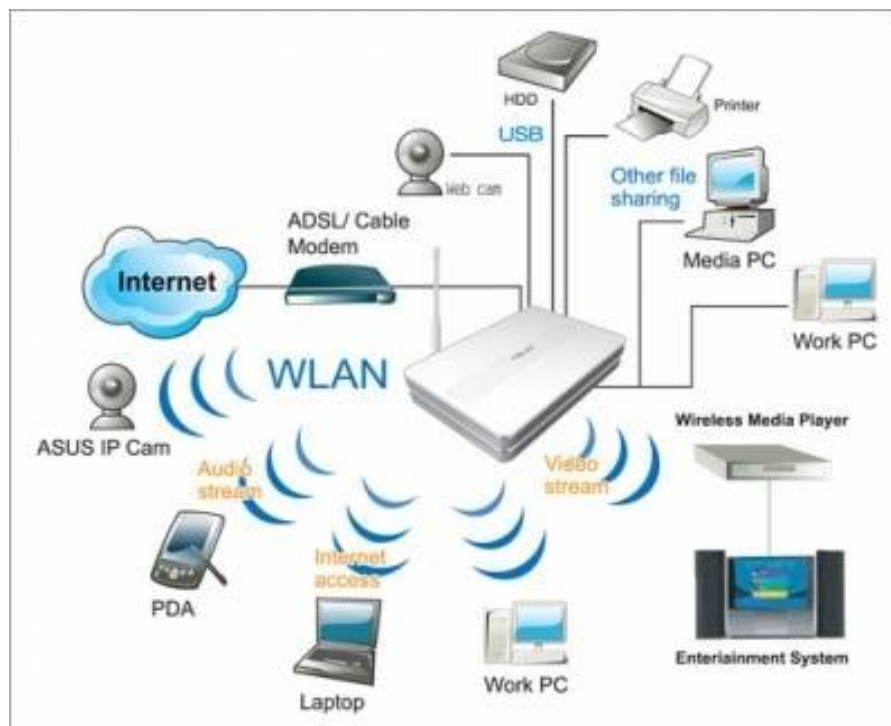 HDD
Printer
USB
Web cam
Other file
sharing
ADSL/ Cable
Modem
Media PC
Internet
Work PC
WLAN
Wireless Media Player
ASUS IP Cam
Audio
stream
Video
stream
Internet
access
PDA
Laptop
Work PC
Enteriainment System